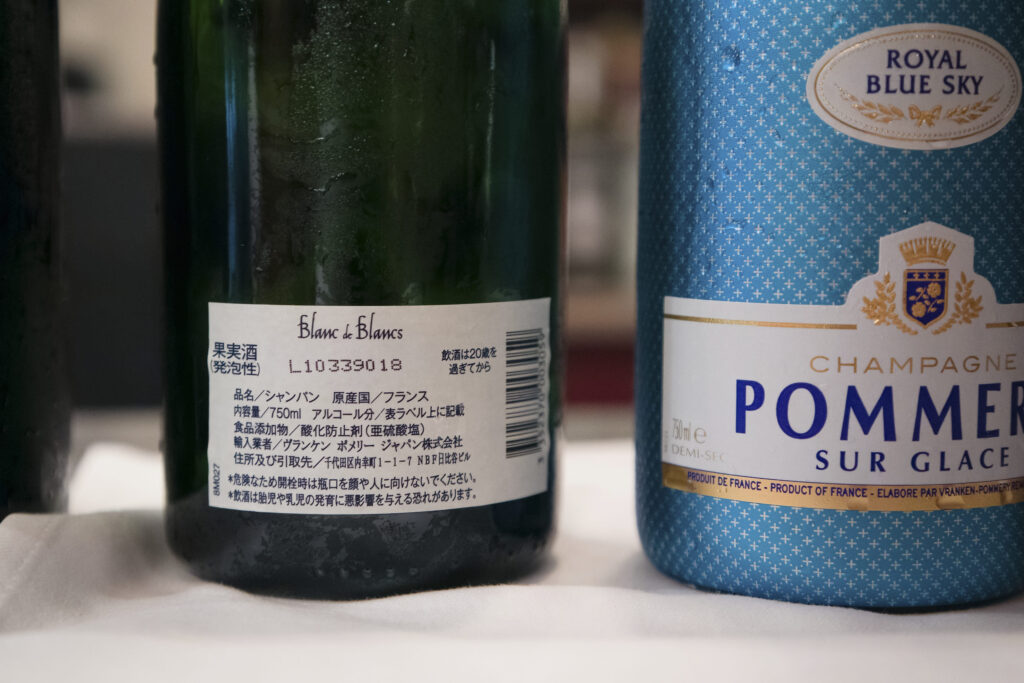 Blanc de Blancs
果実酒
(発泡性)
L10339018
飲酒は20歳を
過ぎてから
品名／シャンパン 原産国／フランス
内容量／750ml アルコール分／表ラベル上に記載
食品添加物／酸化防止剤(亜硫酸塩)
輸入業者／ヴランケン ポメリー ジャパン株式会社
住所及び引取先／千代田区内幸町1-1-7 NBF日比谷ビル
*危険なため開栓時は瓶口を顔や人に向けないでください。
*飲酒は胎児や乳児の発育に悪影響を与える恐れがあります。
8M027
ROYAL
BLUE SKY
CHAMPAGNE
POMMER
SUR GLACE
750 ml e
DEMI-SEC
PRODUIT DE FRANCE - PRODUCT OF FRANCE - ELABORE PAR VRANKEN-POMMERY